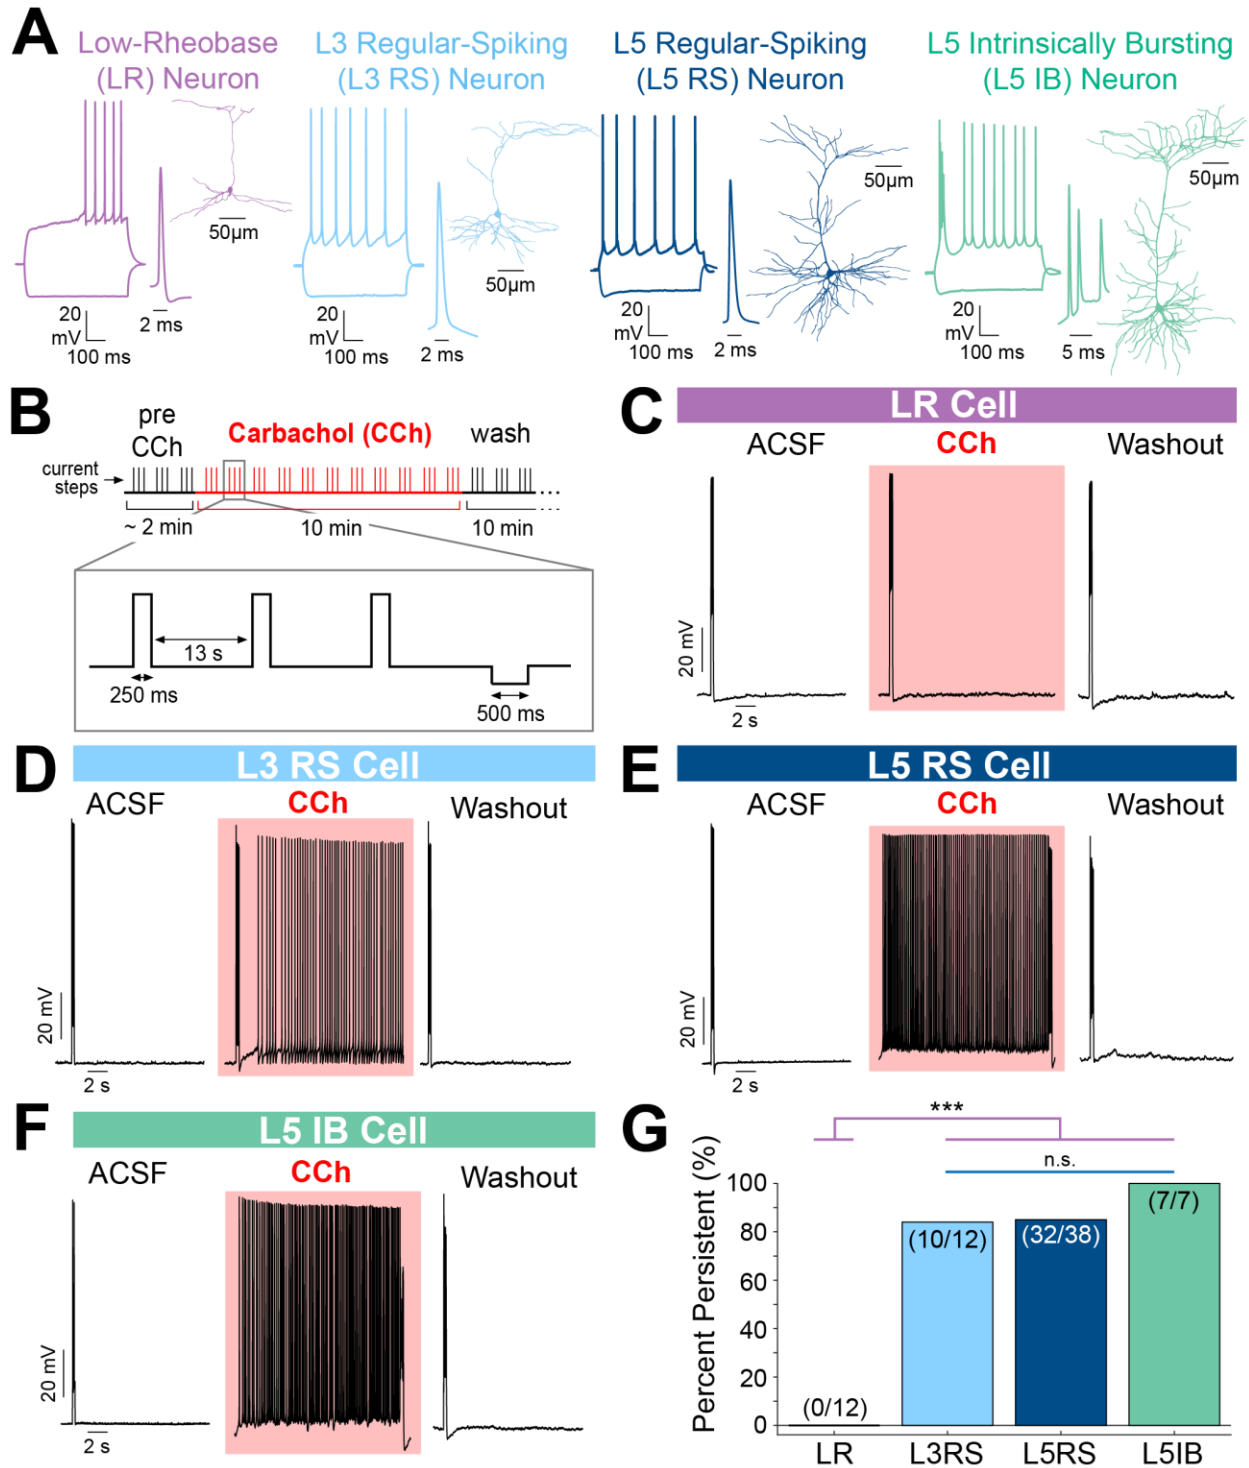 A
Low-Rheobase
(LR) Neuron
L3 Regular-Spiking
(L3 RS) Neuron
L5 Regular-Spiking
(L5 RS) Neuron
L5 Intrinsically Bursting
(L5 IB) Neuron
50µm
50µm
50µm
50µm
20
mV
100 ms
2 ms
20
mV
100 ms
2 ms
20
mV
100 ms
2 ms
20
mV
100 ms
5 ms
B
pre
CCh
Carbachol (CCh)
wash
current
steps
~ 2 min
10 min
10 min
13 s
250 ms
500 ms
C
LR Cell
ACSF
CCh
Washout
20 mV
2 s
D
L3 RS Cell
ACSF
CCh
Washout
20 mV
2 s
E
L5 RS Cell
ACSF
CCh
Washout
20 mV
2 s
F
L5 IB Cell
ACSF
CCh
Washout
20 mV
2 s
G
***
n.s.
Percent Persistent (%)
100
80
60
40
20
0
(0/12)
(10/12)
(32/38)
(7/7)
LR
L3RS
L5RS
L5IB